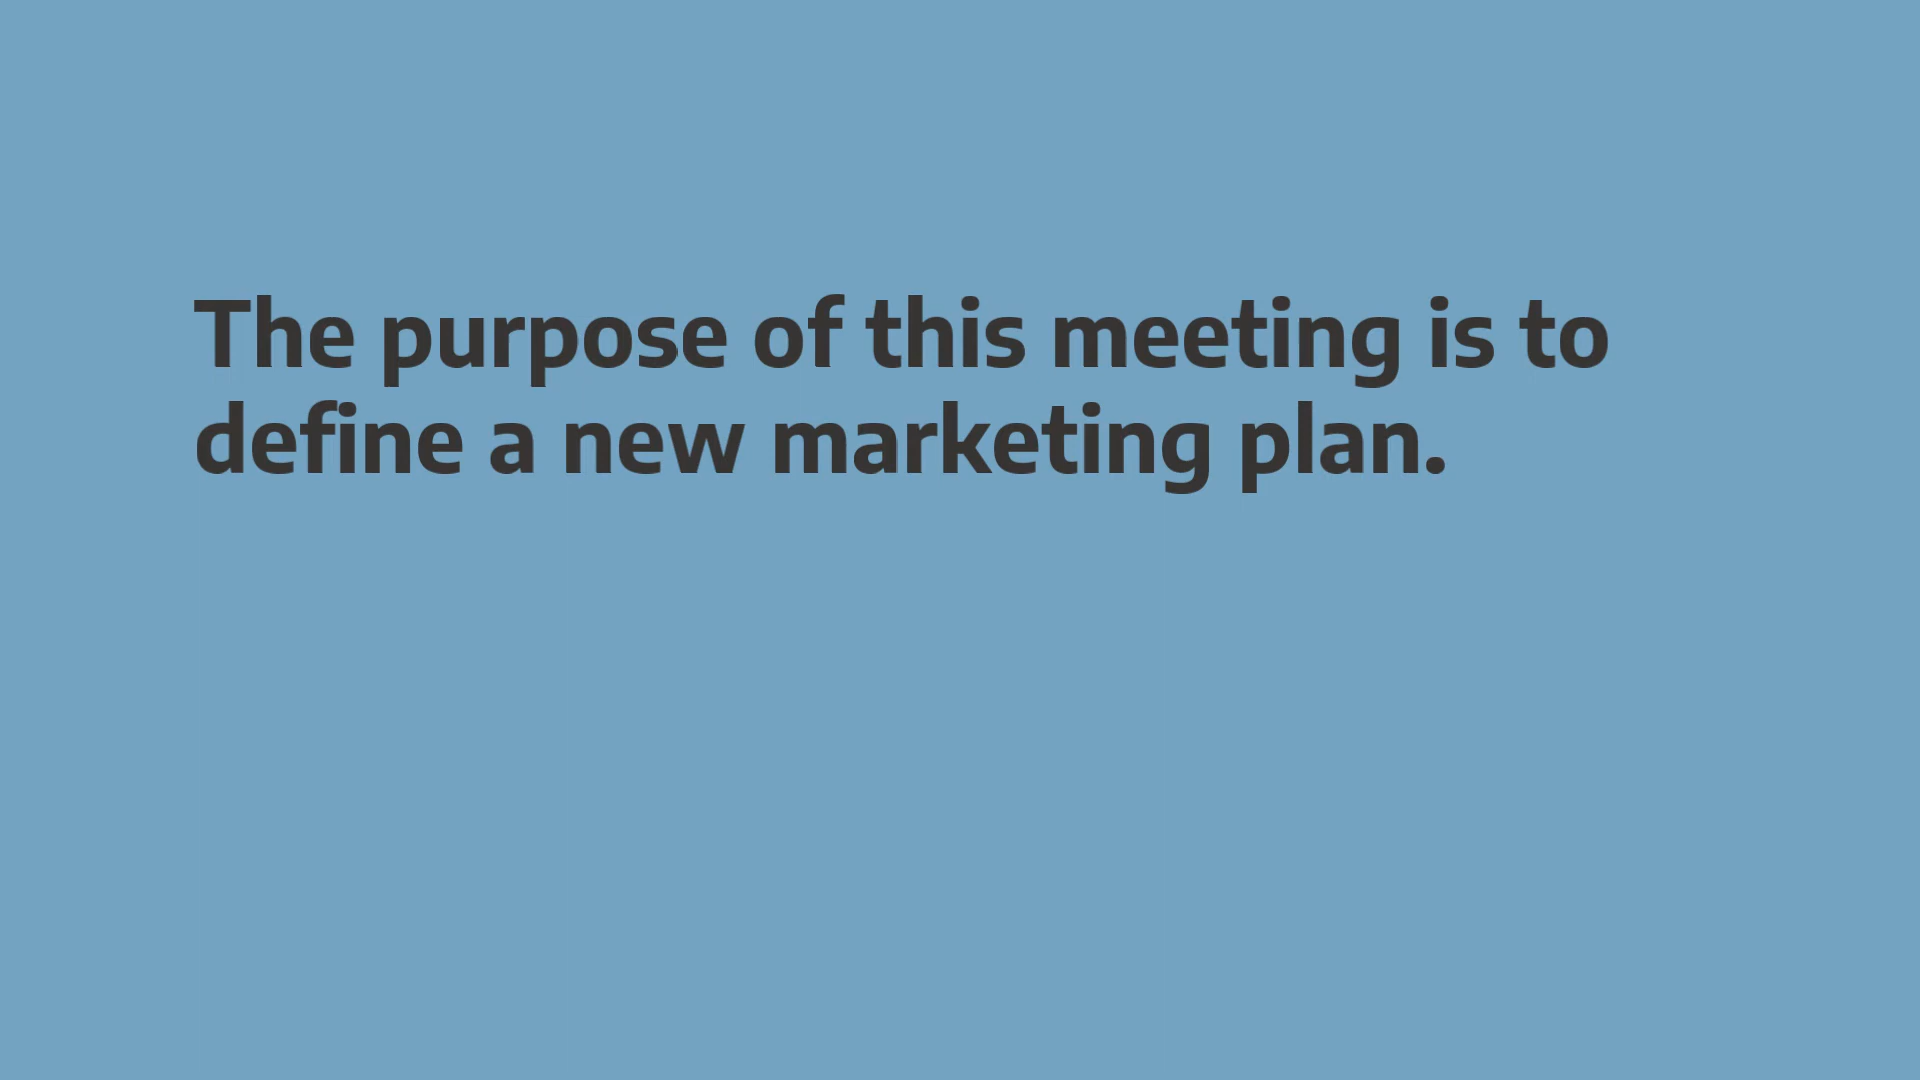 The purpose of this meeting is to
define a new marketing plan.